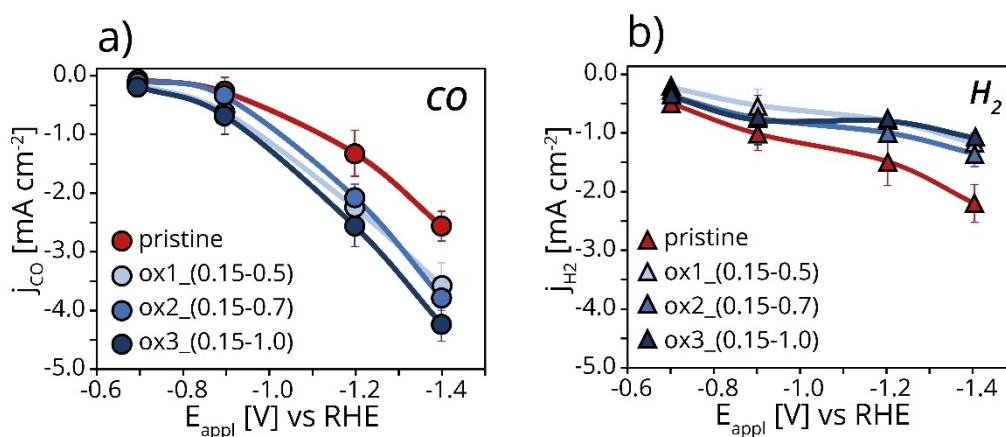 a)
0.0
-1.0
-2.0
-3.0
-4.0
-5.0
j_CO [mA cm⁻²]
CO
pristine
ox1_(0.15-0.5)
ox2_(0.15-0.7)
ox3_(0.15-1.0)
-0.6 -0.8 -1.0 -1.2 -1.4
E_appl [V] vs RHE
b)
0.0
-1.0
-2.0
-3.0
-4.0
-5.0
j_H2 [mA cm⁻²]
H₂
pristine
ox1_(0.15-0.5)
ox2_(0.15-0.7)
ox3_(0.15-1.0)
-0.6 -0.8 -1.0 -1.2 -1.4
E_appl [V] vs RHE